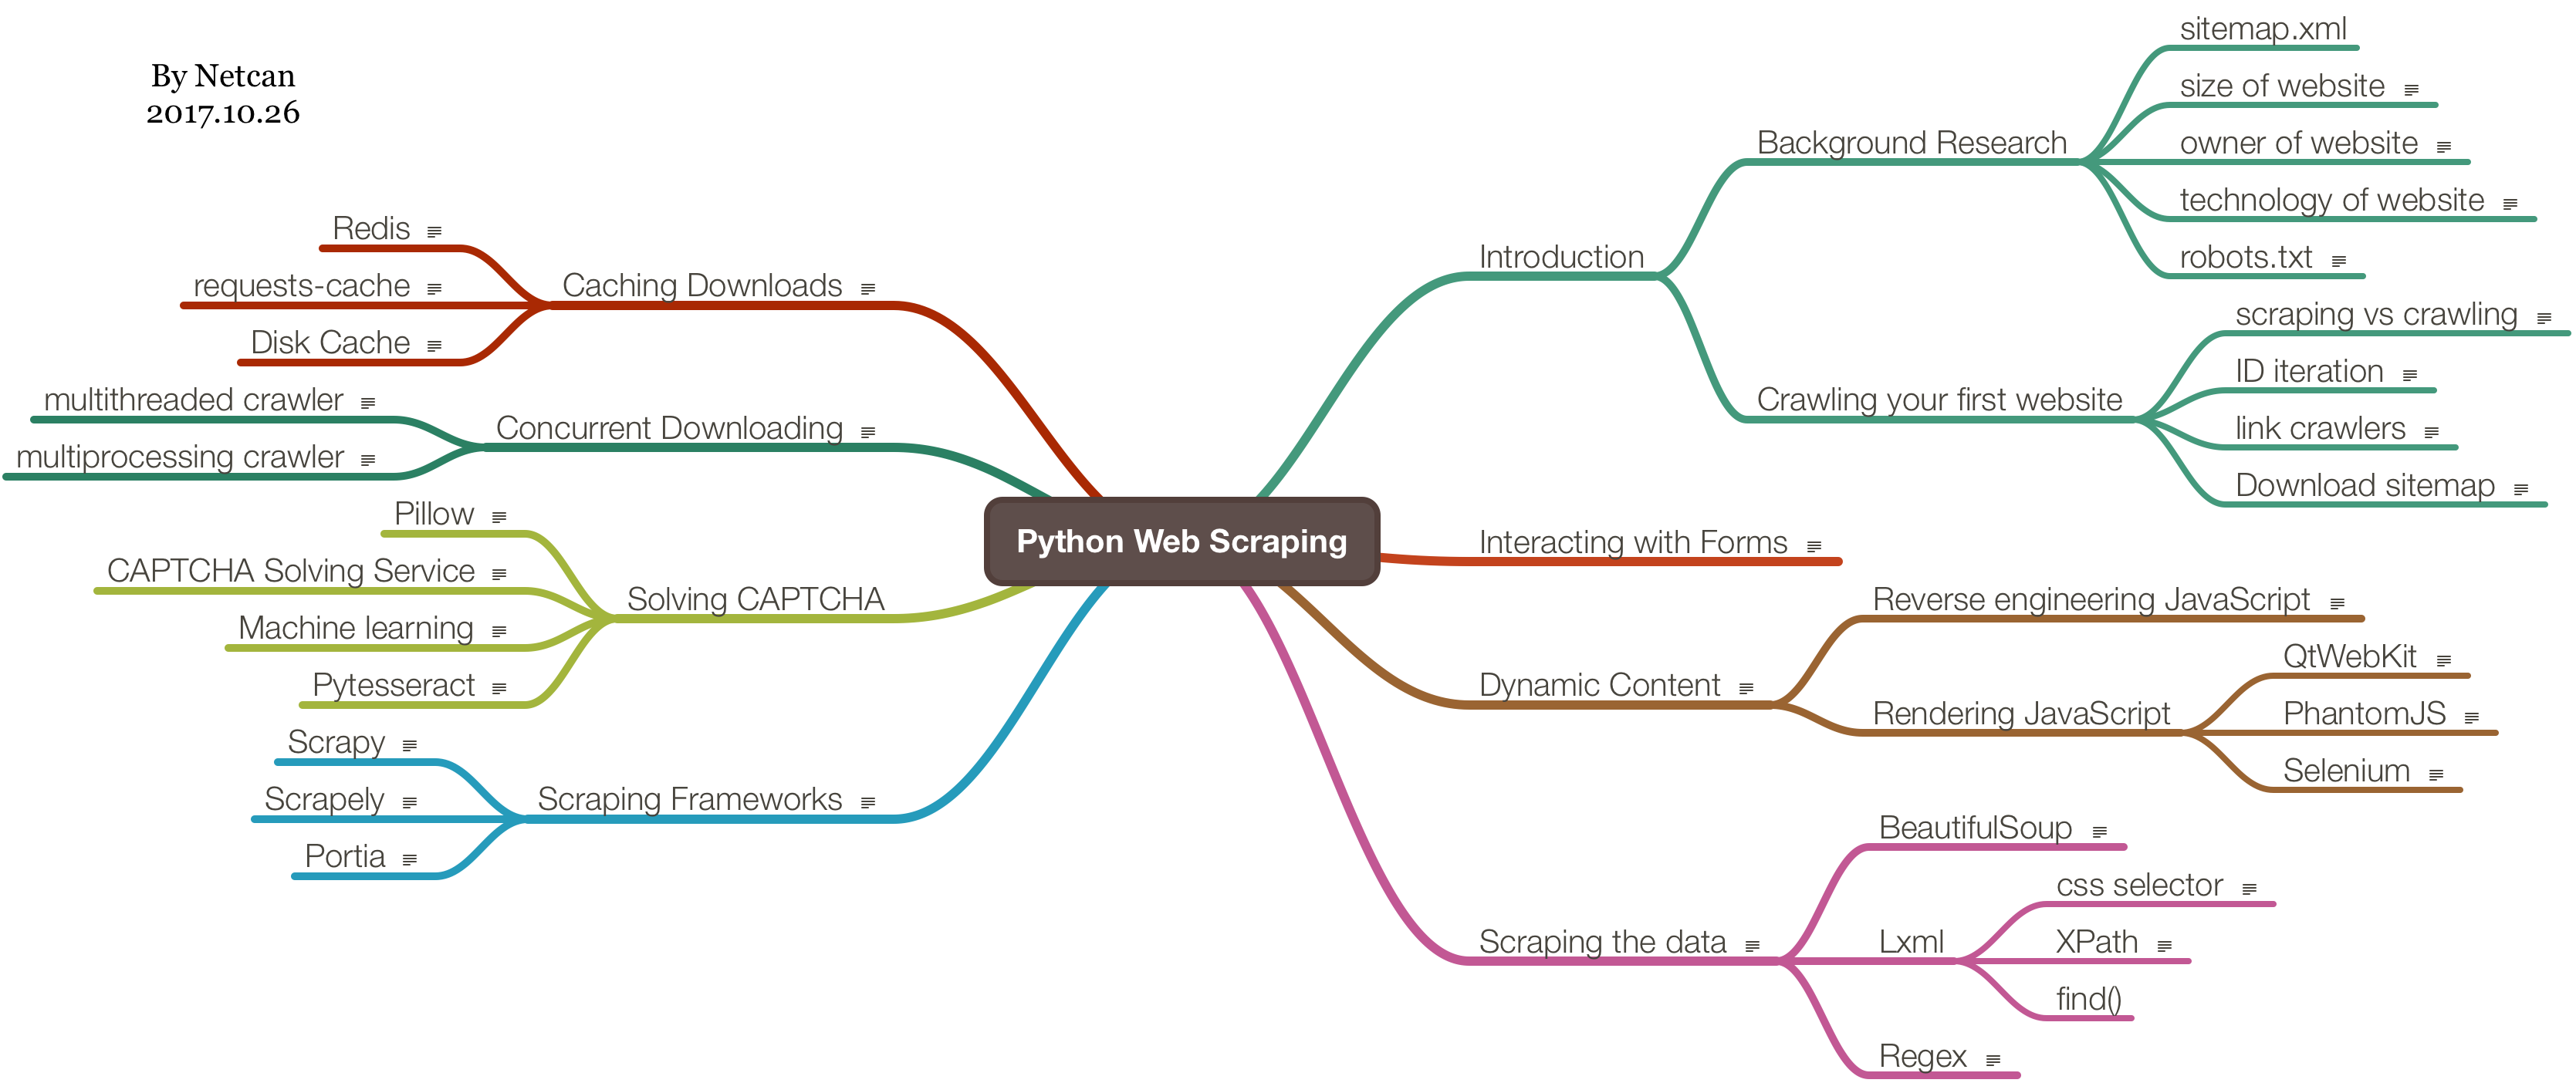 By Netcan
2017.10.26
Python Web Scraping
Introduction
Background Research
sitemap.xml
size of website
owner of website
technology of website
robots.txt
Crawling your first website
scraping vs crawling
ID iteration
link crawlers
Download sitemap
Interacting with Forms
Dynamic Content
Reverse engineering JavaScript
Rendering JavaScript
QtWebKit
PhantomJS
Selenium
Scraping the data
BeautifulSoup
Lxml
css selector
XPath
find()
Regex
Caching Downloads
Redis
requests-cache
Disk Cache
Concurrent Downloading
multithreaded crawler
multiprocessing crawler
Solving CAPTCHA
Pillow
CAPTCHA Solving Service
Machine learning
Pytesseract
Scraping Frameworks
Scrapy
Scrapely
Portia